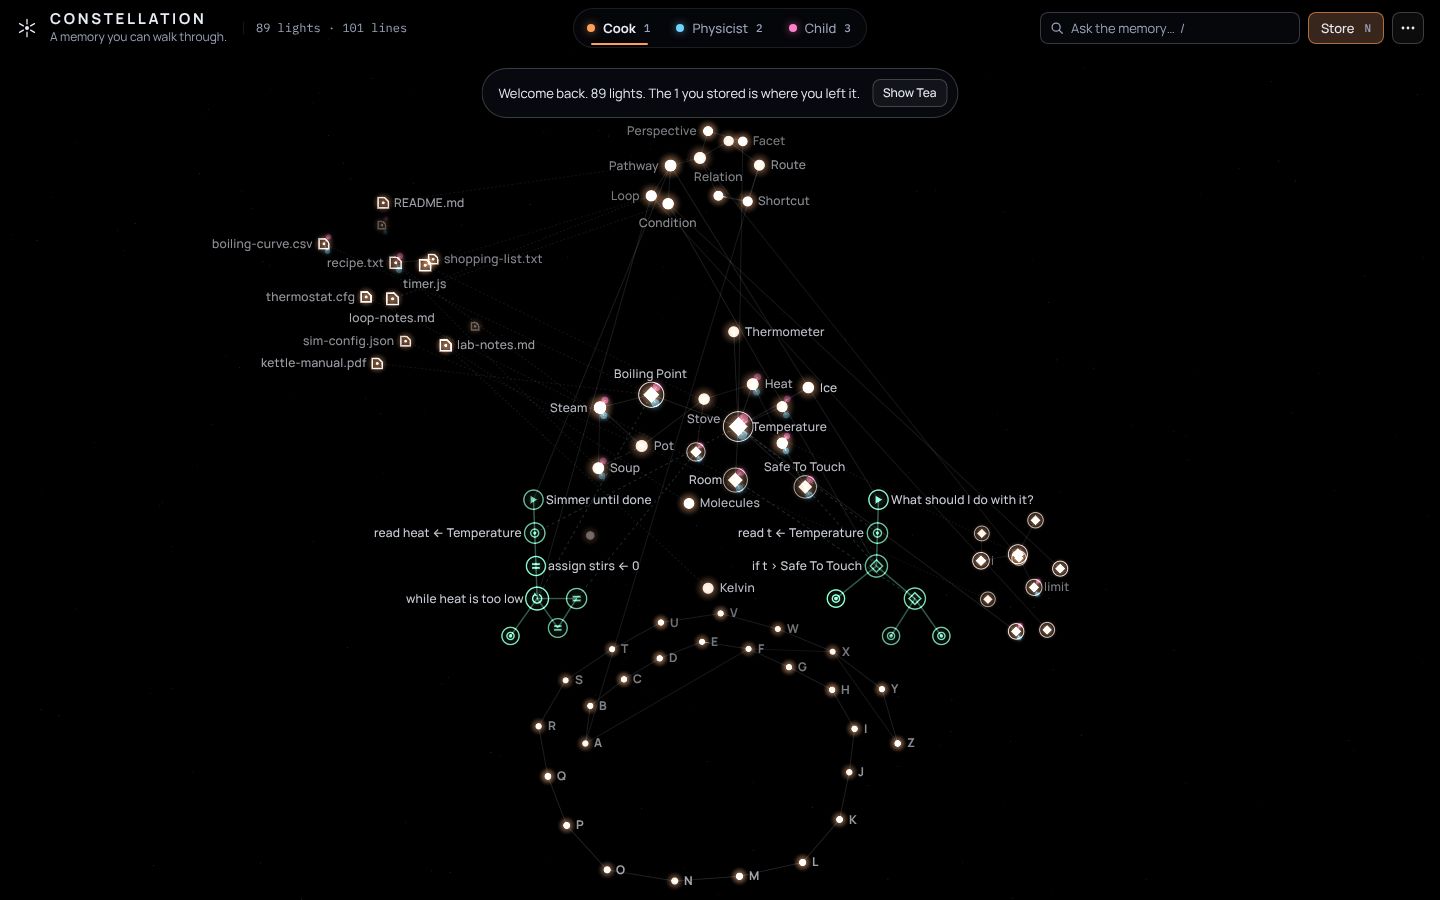 CONSTELLATION
A memory you can walk through.
89 lights · 101 lines
Cook 1
Physicist 2
Child 3
Ask the memory… /
Store N
Welcome back. 89 lights. The 1 you stored is where you left it.
Show Tea
Perspective
Facet
Pathway
Route
Relation
Loop
Shortcut
Condition
README.md
boiling-curve.csv
recipe.txt
shopping-list.txt
timer.js
thermostat.cfg
loop-notes.md
sim-config.json
lab-notes.md
kettle-manual.pdf
Thermometer
Boiling Point
Heat
Ice
Steam
Stove
Temperature
Pot
Soup
Safe To Touch
Room
Molecules
Simmer until done
What should I do with it?
read heat ← Temperature
read t ← Temperature
assign stirs ← 0
if t > Safe To Touch
i
limit
while heat is too low
Kelvin
V
U
W
T
E
F
X
D
G
S
C
H
Y
B
R
I
A
Z
Q
J
P
K
O
L
N
M